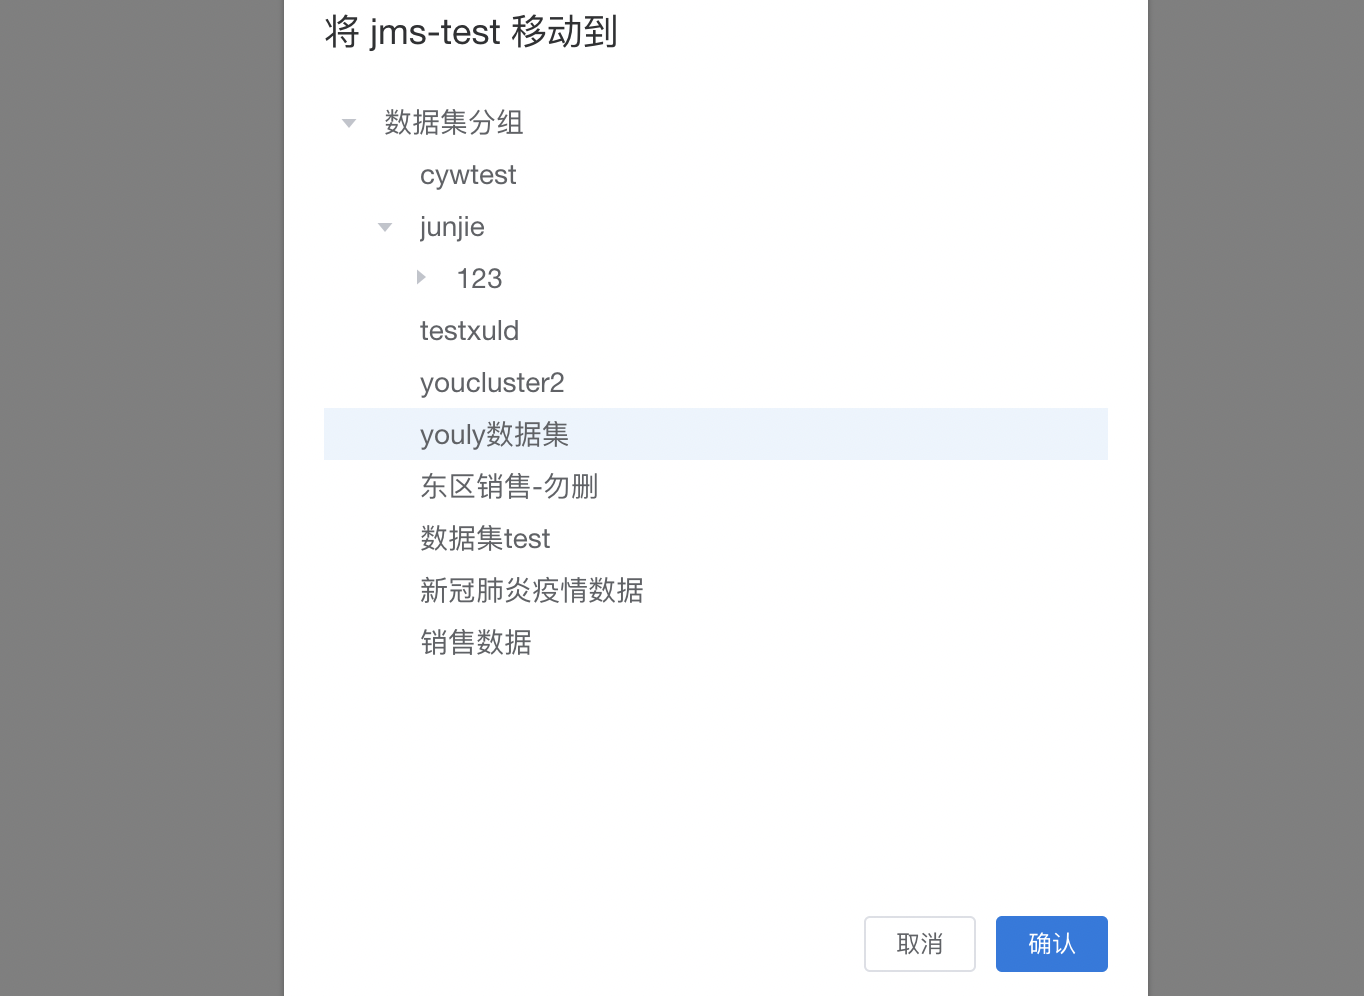 将 jms-test 移动到
数据集分组
cywtest
junjie
123
testxuld
youcluster2
youly数据集
东区销售-勿删
数据集test
新冠肺炎疫情数据
销售数据
取消 确认